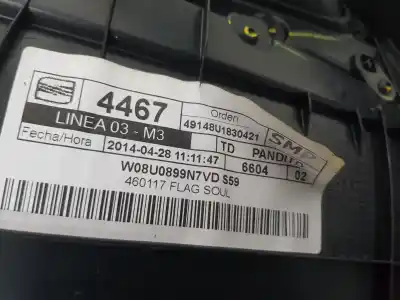 4467
Orden
49148U1830421
SMP
LINEA 03 - M3
TD
PANDUR
Fecha/Hora
2014-04-28 11:11:47
6604
02
W08U0899N7VD S59
460117 FLAG SOUL